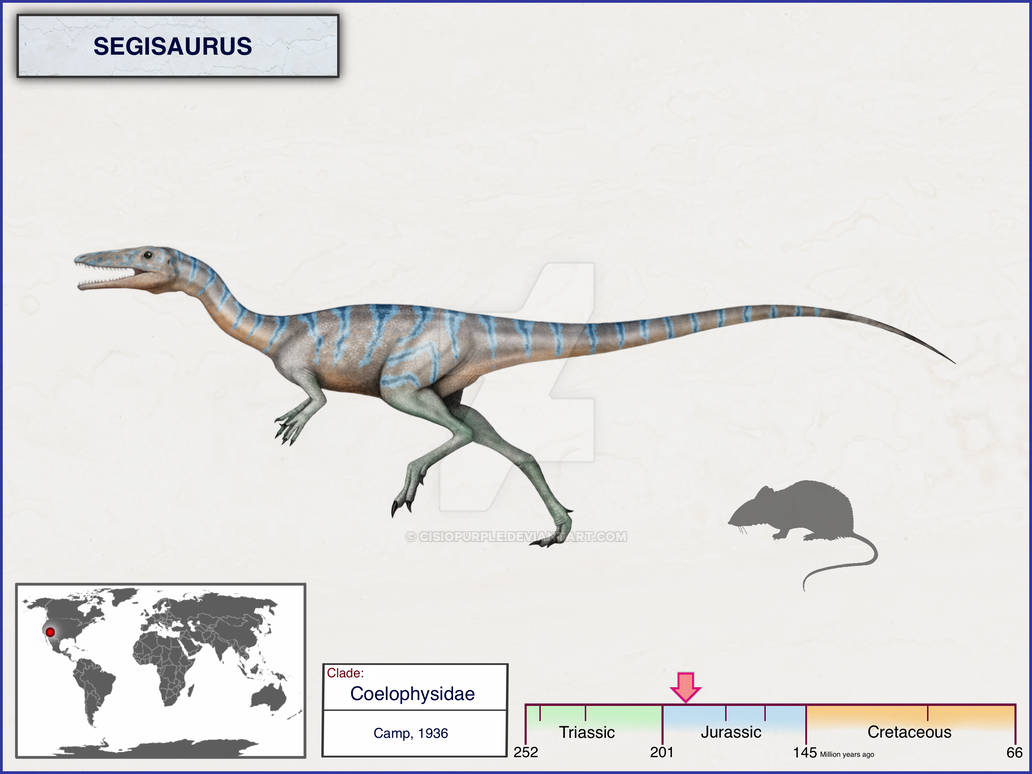 SEGISAURUS
© CISIOPURPLE.DEVIANTART.COM
Clade:
Coelophysidae
Camp, 1936
Triassic
Jurassic
Cretaceous
252
201
145
Million years ago
66